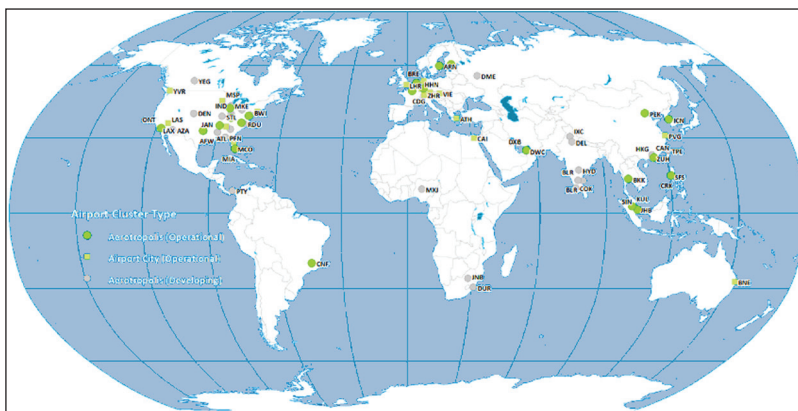 YEG
YVR
MSP
IND
MKE
DEN
STL
BWI
ONT
LAS
JAN
RDU
LAX AZA
AFW
ATL
PFN
MCO
MIA
PTY
CNF
BRE
ARN
DME
LHR
HHN
ZHR
VIE
CDG
ATH
CAI
MXJ
JNB
DUR
DXB
DWC
IXC
DEL
HYD
BLR
BLR
COK
PEK
ICN
PVG
HKG
CAN
TPE
ZUH
BKK
SFS
CRK
KUL
SIN
JHB
BNE
Airport Cluster Type
Aerotropolis (Operational)
Airport City (Operational)
Aerotropolis (Developing)